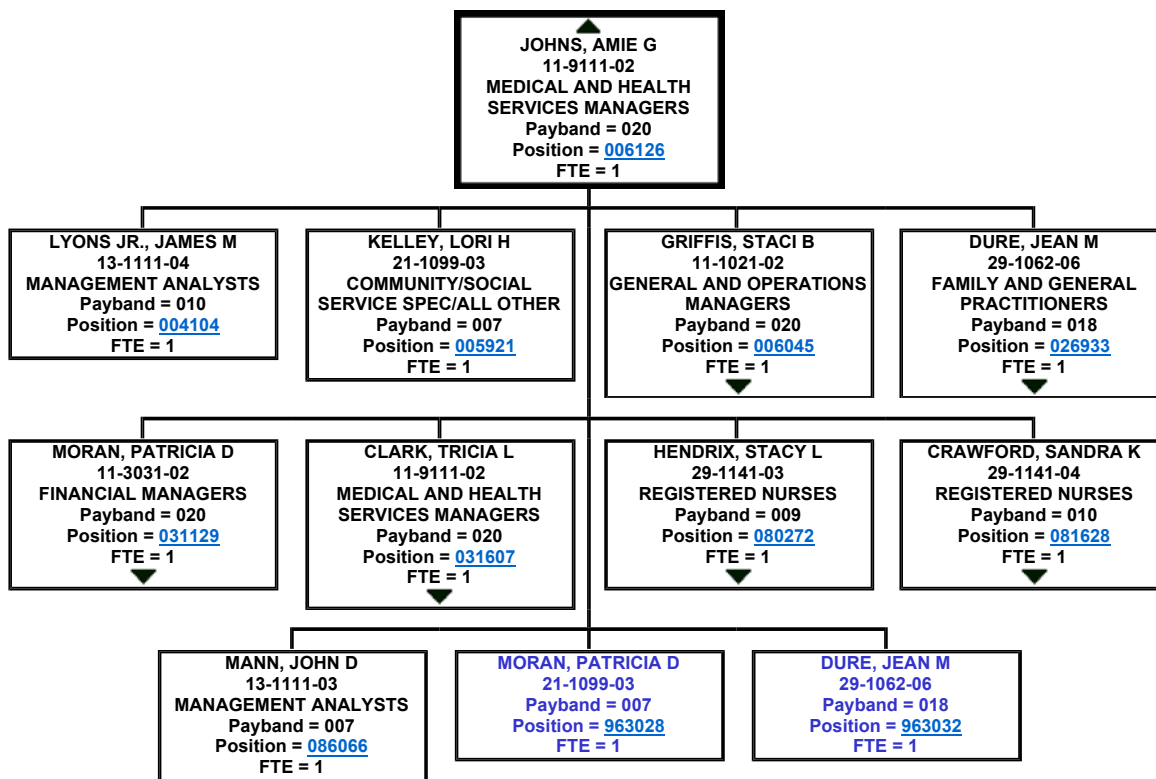 JOHNS, AMIE G
11-9111-02
MEDICAL AND HEALTH
SERVICES MANAGERS
Payband = 020
Position = 006126
FTE = 1
LYONS JR., JAMES M
13-1111-04
MANAGEMENT ANALYSTS
Payband = 010
Position = 004104
FTE = 1
KELLEY, LORI H
21-1099-03
COMMUNITY/SOCIAL
SERVICE SPEC/ALL OTHER
Payband = 007
Position = 005921
FTE = 1
GRIFFIS, STACI B
11-1021-02
GENERAL AND OPERATIONS
MANAGERS
Payband = 020
Position = 006045
FTE = 1
DURE, JEAN M
29-1062-06
FAMILY AND GENERAL
PRACTITIONERS
Payband = 018
Position = 026933
FTE = 1
MORAN, PATRICIA D
11-3031-02
FINANCIAL MANAGERS
Payband = 020
Position = 031129
FTE = 1
CLARK, TRICIA L
11-9111-02
MEDICAL AND HEALTH
SERVICES MANAGERS
Payband = 020
Position = 031607
FTE = 1
HENDRIX, STACY L
29-1141-03
REGISTERED NURSES
Payband = 009
Position = 080272
FTE = 1
CRAWFORD, SANDRA K
29-1141-04
REGISTERED NURSES
Payband = 010
Position = 081628
FTE = 1
MANN, JOHN D
13-1111-03
MANAGEMENT ANALYSTS
Payband = 007
Position = 086066
FTE = 1
MORAN, PATRICIA D
21-1099-03
Payband = 007
Position = 963028
FTE = 1
DURE, JEAN M
29-1062-06
Payband = 018
Position = 963032
FTE = 1